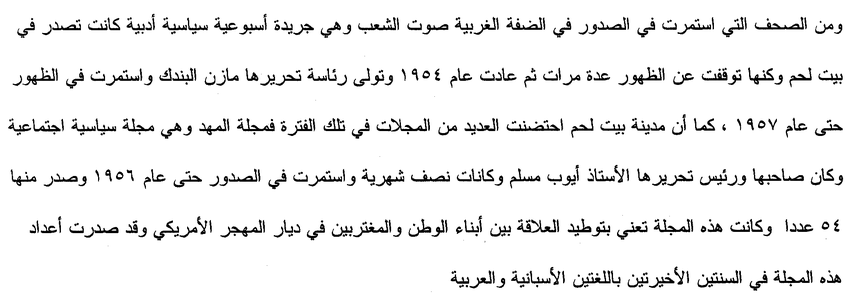 ومن الصحف التي استمرت في الصدور في الضفة الغربية صوت الشعب وهي جريدة أسبوعية سياسية أدبية كانت تصدر في
بيت لحم وكنها توقفت عن الظهور عدة مرات ثم عادت عام ١٩٥٤ وتولى رئاسة تحريرها مازن البندك واستمرت في الظهور
حتى عام ١٩٥٧ ، كما أن مدينة بيت لحم احتضنت العديد من المجلات في تلك الفترة فمجلة المهد وهي مجلة سياسية اجتماعية
وكان صاحبها ورئيس تحريرها الأستاذ أيوب مسلم وكانات نصف شهرية واستمرت في الصدور حتى عام ١٩٥٦ وصدر منها
٥٤ عددا وكانت هذه المجلة تعني بتوطيد العلاقة بين أبناء الوطن والمغتربين في ديار المهجر الأمريكي وقد صدرت أعداد
هذه المجلة في السنتين الأخيرتين باللغتين الأسبانية والعربية